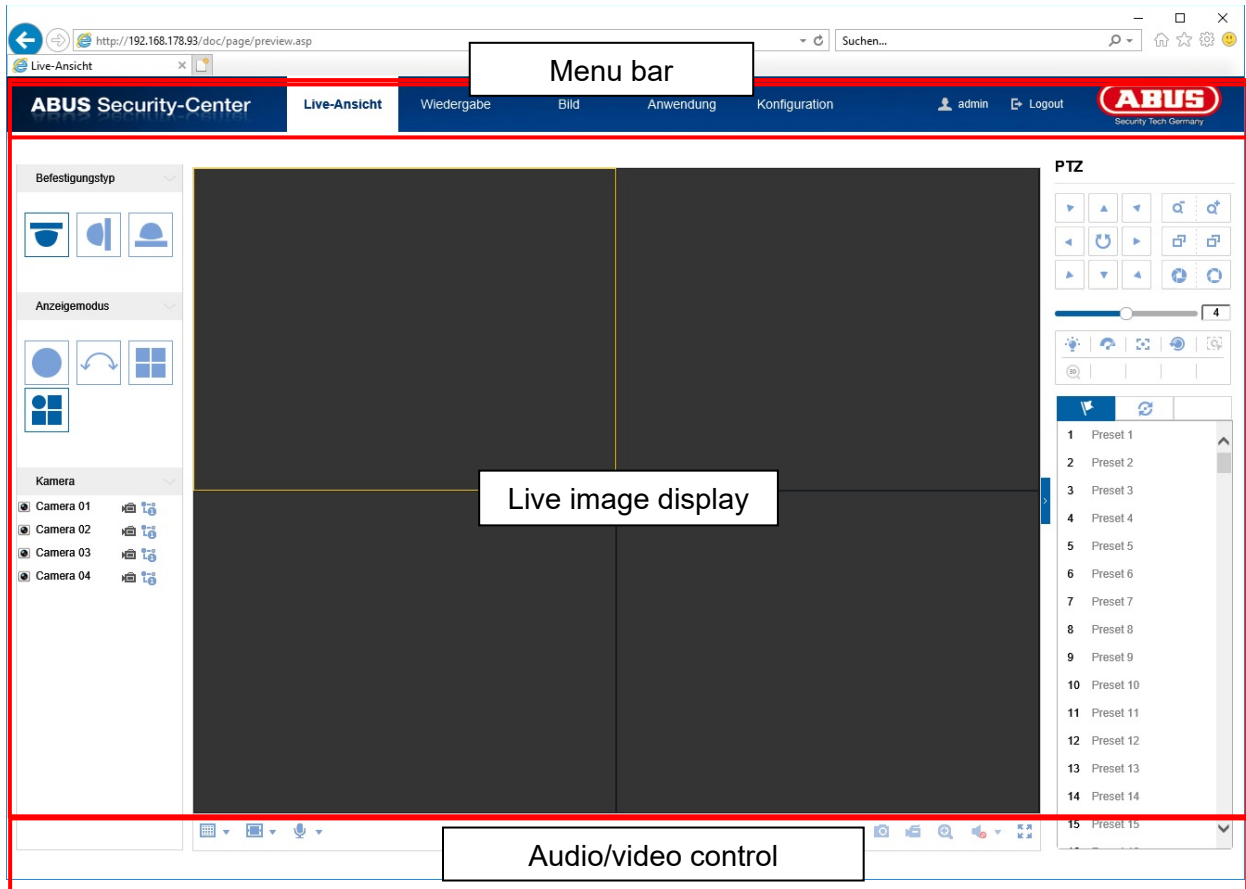 http://192.168.178.93/doc/page/preview.asp
Suchen...
Live-Ansicht
Menu bar
ABUS Security-Center
Live-Ansicht
Wiedergabe
Bild
Anwendung
Konfiguration
admin
Logout
ABUS
Security Tech Germany
Befestigungstyp
Anzeigemodus
Kamera
Camera 01
Camera 02
Camera 03
Camera 04
Live image display
PTZ
4
3D
1 Preset 1
2 Preset 2
3 Preset 3
4 Preset 4
5 Preset 5
6 Preset 6
7 Preset 7
8 Preset 8
9 Preset 9
10 Preset 10
11 Preset 11
12 Preset 12
13 Preset 13
14 Preset 14
15 Preset 15
Audio/video control